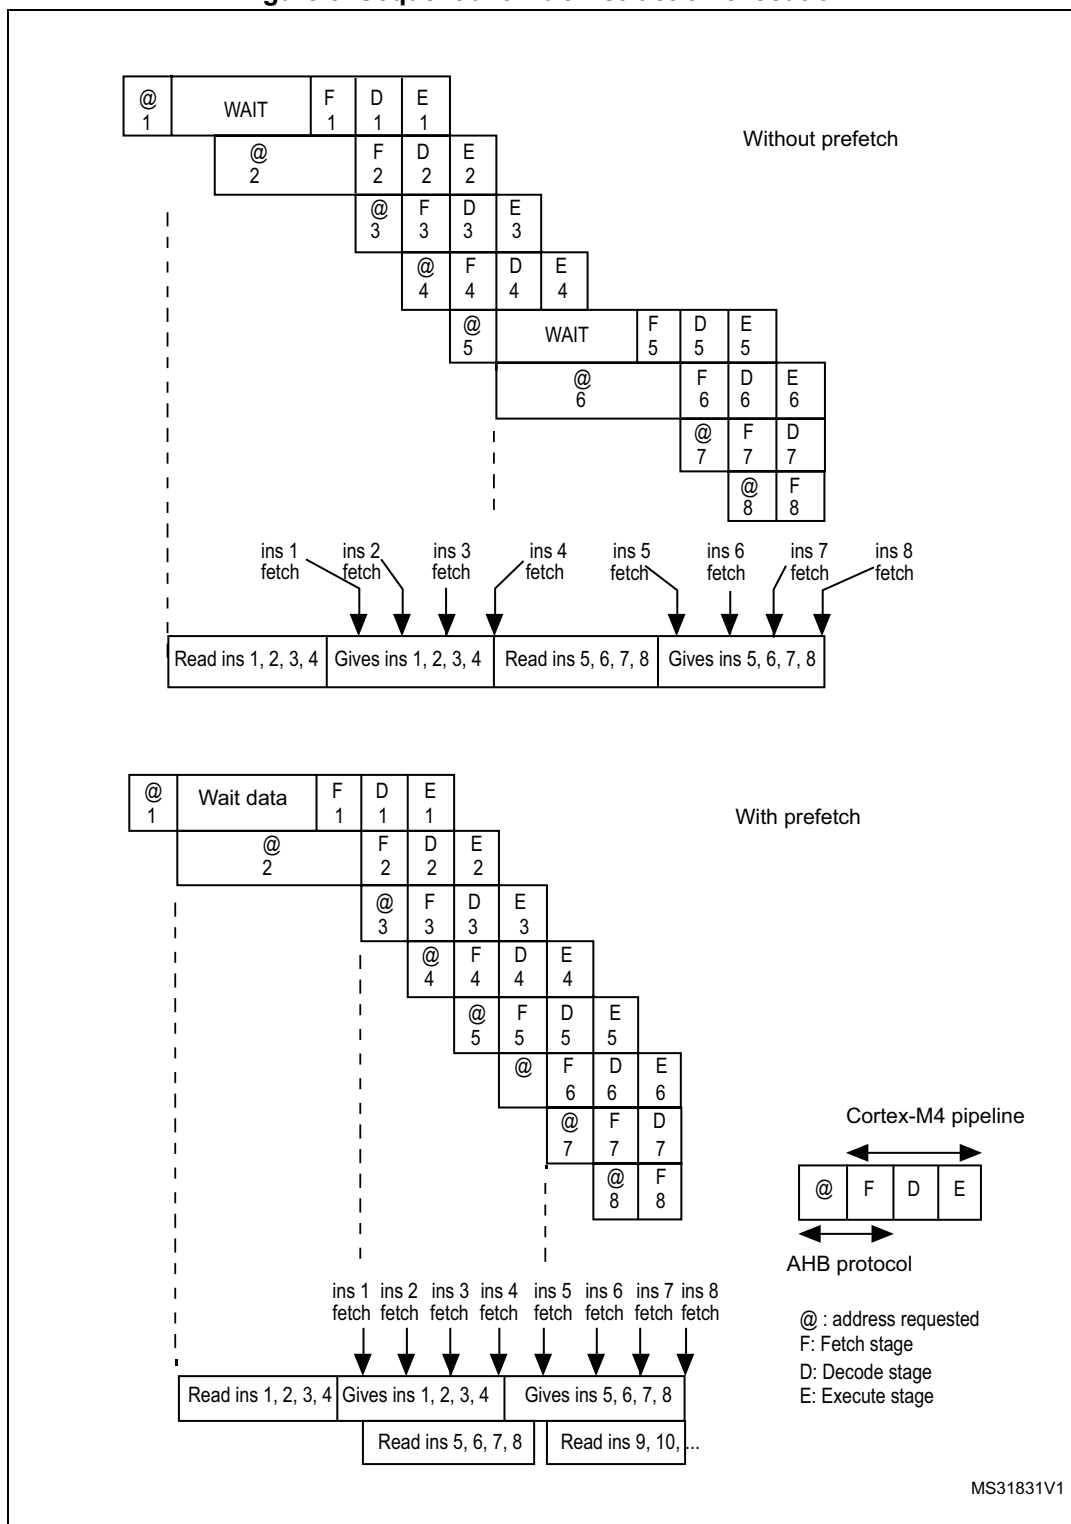 @ WAIT F D E
1 1 1 1
Without prefetch
@ F D E
2 2 2 2
@ F D E
3 3 3 3
@ F D E
4 4 4 4
@ WAIT F D E
5 5 5 5
@ F D E
6 6 6 6
@ F D
7 7 7
@ F
8 8
ins 1 ins 2 ins 3 ins 4 ins 5 ins 6 ins 7 ins 8
fetch fetch fetch fetch fetch fetch fetch fetch
Read ins 1, 2, 3, 4 Gives ins 1, 2, 3, 4 Read ins 5, 6, 7, 8 Gives ins 5, 6, 7, 8
@ Wait data F D E
1 1 1 1
With prefetch
@ F D E
2 2 2 2
@ F D E
3 3 3 3
@ F D E
4 4 4 4
@ F D E
5 5 5 5
@ F D E
6 6 6
@ F D
7 7 7
@ F
8 8
Cortex-M4 pipeline
@ F D E
AHB protocol
@ : address requested
F: Fetch stage
D: Decode stage
E: Execute stage
ins 1 ins 2 ins 3 ins 4 ins 5 ins 6 ins 7 ins 8
fetch fetch fetch fetch fetch fetch fetch fetch
Read ins 1, 2, 3, 4 Gives ins 1, 2, 3, 4 Gives ins 5, 6, 7, 8
Read ins 5, 6, 7, 8 Read ins 9, 10, ...
MS31831V1